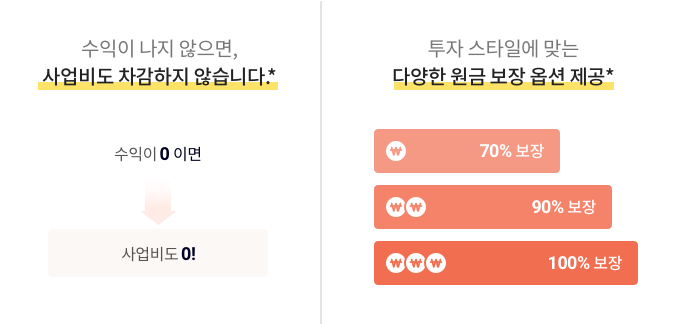 수익이 나지 않으면,
사업비도 차감하지 않습니다.*
수익이 0 이면
사업비도 0!
투자 스타일에 맞는
다양한 원금 보장 옵션 제공*
₩ 70% 보장
₩₩ 90% 보장
₩₩₩ 100% 보장